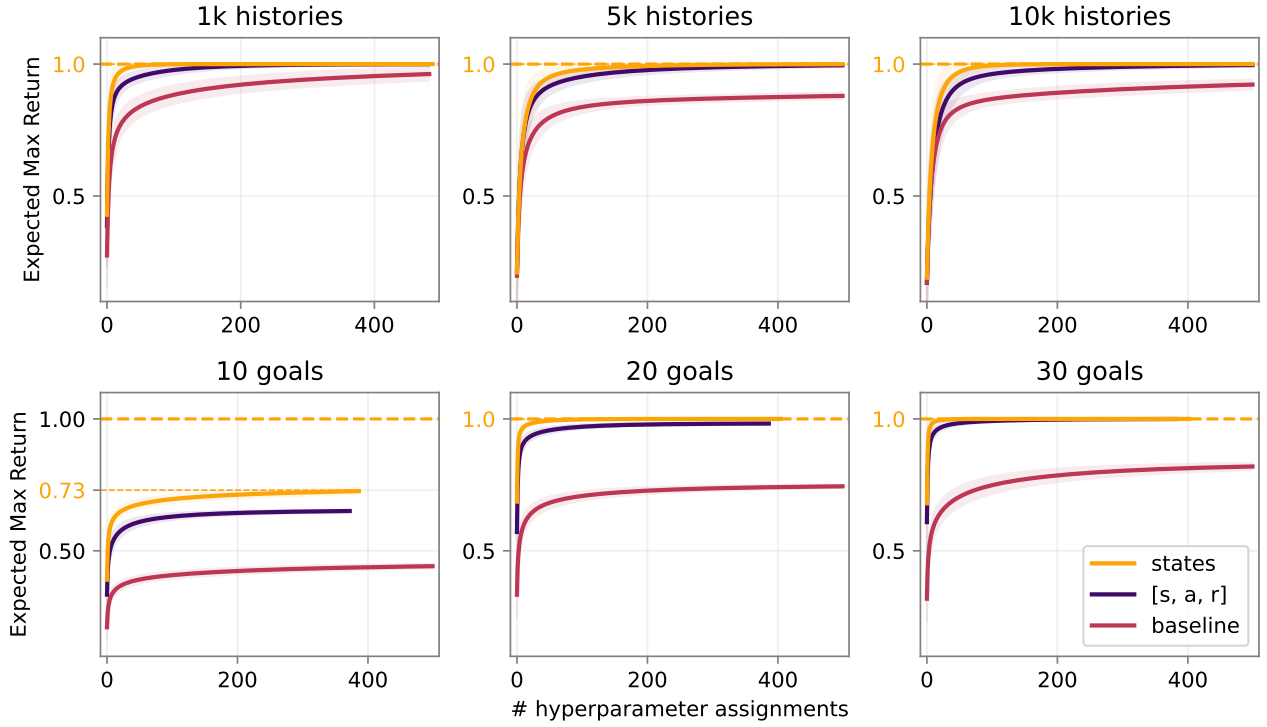 1k histories
5k histories
10k histories
Expected Max Return
1.0
0.5
0 200 400
1.0
0.5
0 200 400
1.0
0.5
0 200 400
10 goals
20 goals
30 goals
Expected Max Return
1.00
0.73
0.50
0 200 400
1.0
0.5
0 200 400
1.0
0.5
0 200 400
states
[s, a, r]
baseline
# hyperparameter assignments